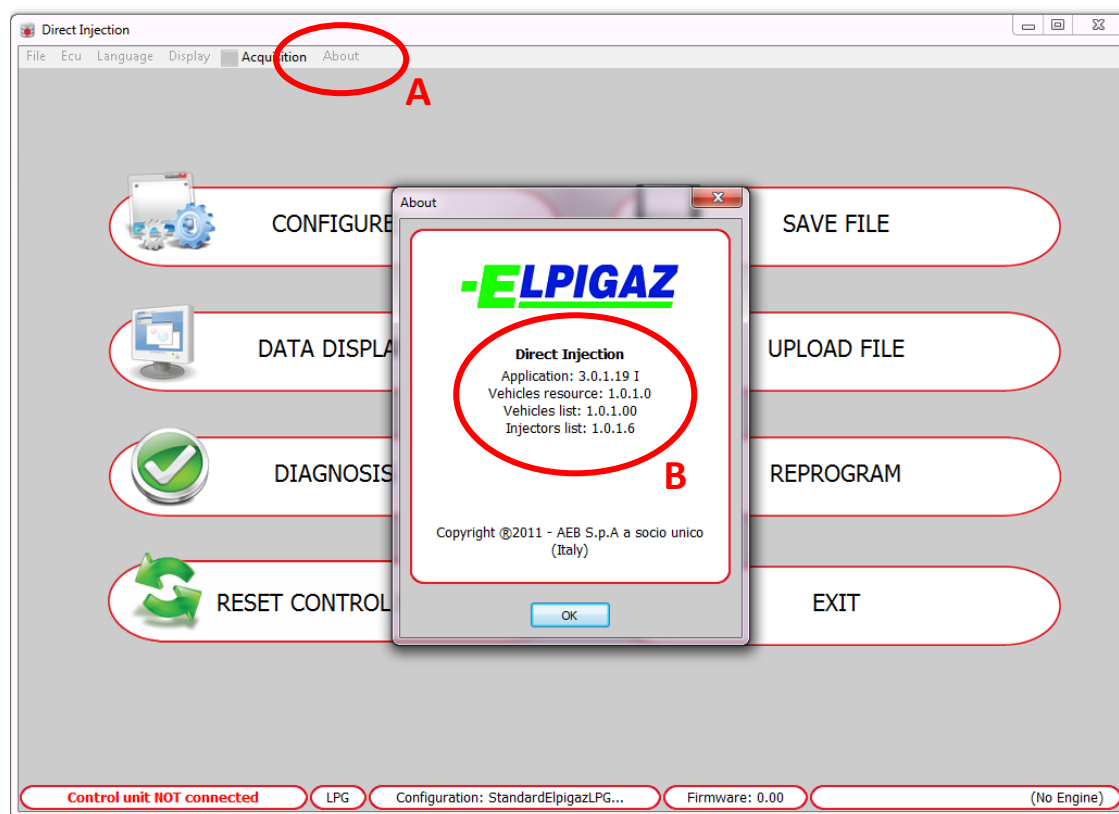 Direct Injection
File Ecu Language Display Acquisition About
A
CONFIGURE
SAVE FILE
DATA DISPLA
UPLOAD FILE
DIAGNOSIS
REPROGRAM
RESET CONTROL
EXIT
About
ELPIGAZ
Direct Injection
Application: 3.0.1.19 I
Vehicles resource: 1.0.1.0
Vehicles list: 1.0.1.00
Injectors list: 1.0.1.6
B
Copyright ®2011 - AEB S.p.A a socio unico
(Italy)
OK
Control unit NOT connected
LPG
Configuration: StandardElpigazLPG...
Firmware: 0.00
(No Engine)